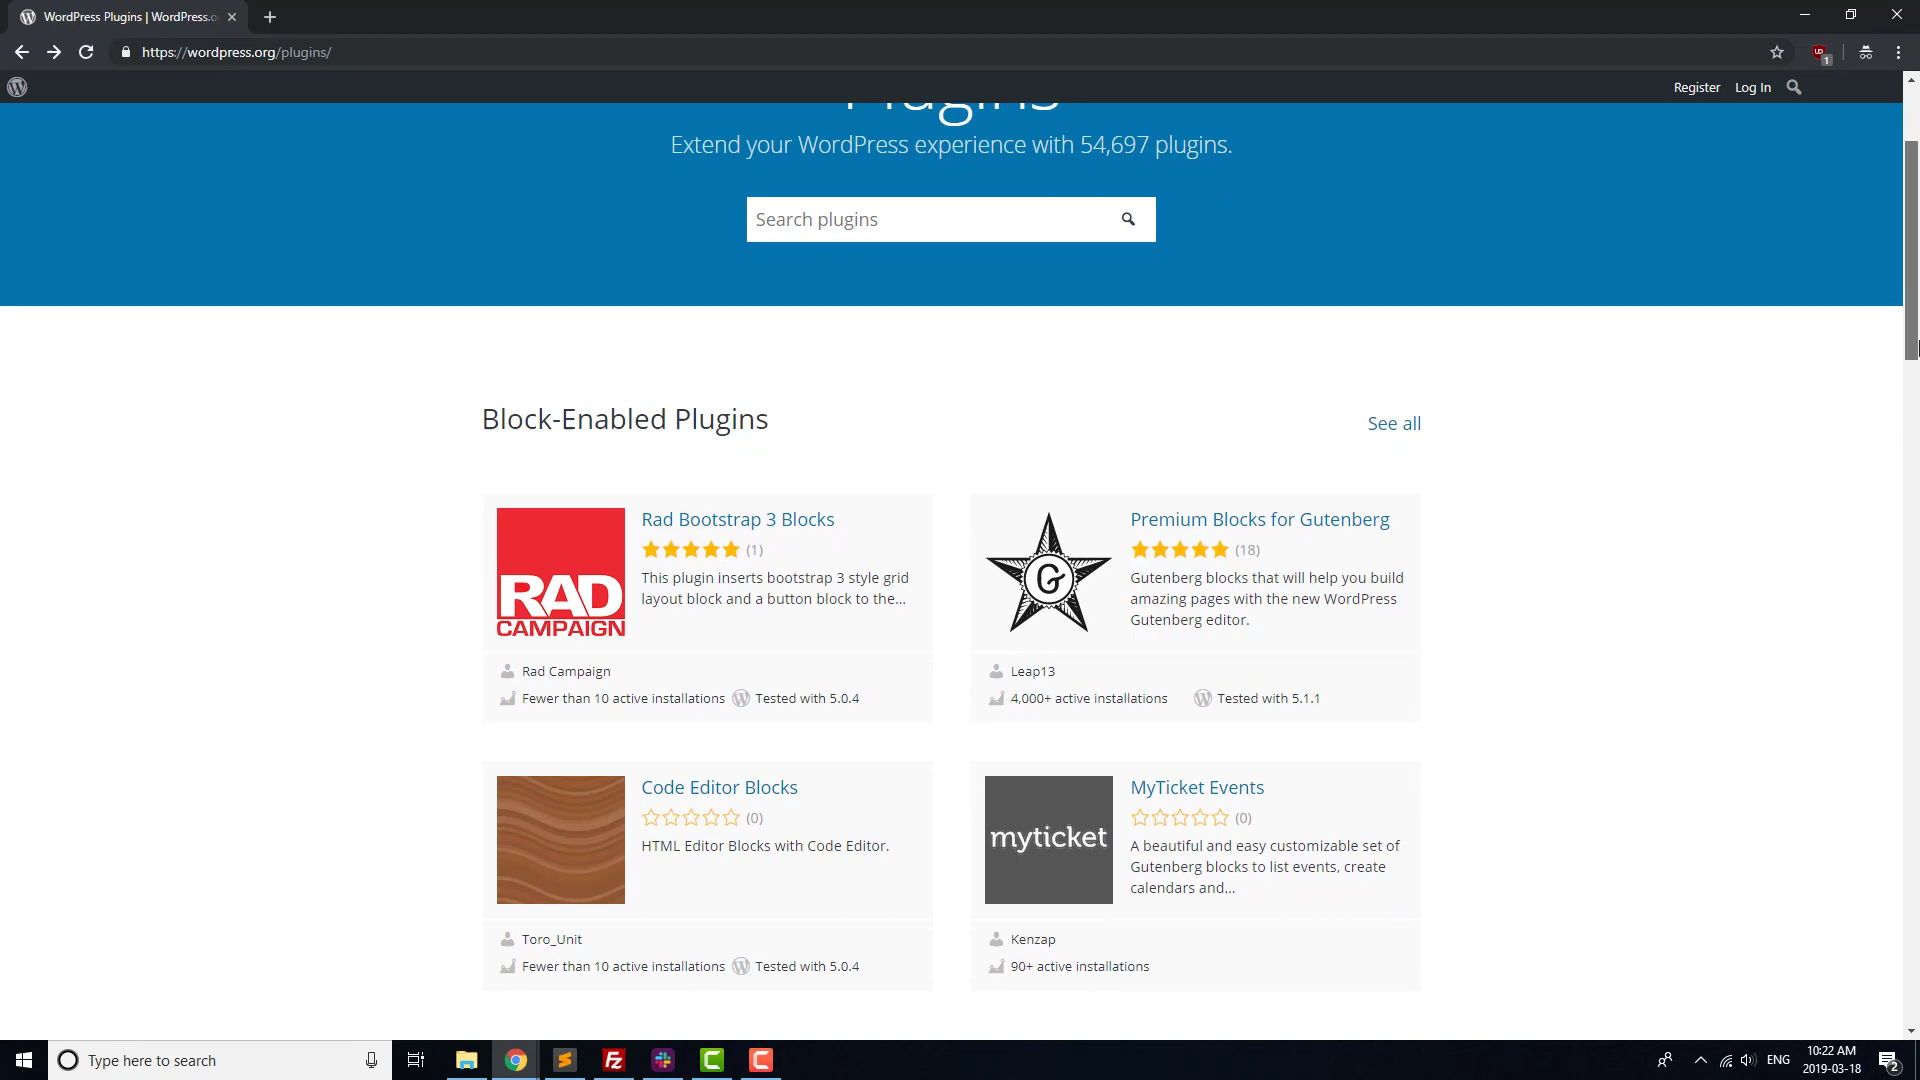 WordPress Plugins | WordPress.o
https://wordpress.org/plugins/
UD
1
Register Log In
Plugins
Extend your WordPress experience with 54,697 plugins.
Search plugins
Block-Enabled Plugins
See all
RAD
CAMPAIGN
Rad Bootstrap 3 Blocks
(1)
This plugin inserts bootstrap 3 style grid
layout block and a button block to the...
Rad Campaign
Fewer than 10 active installations
Tested with 5.0.4
G
Premium Blocks for Gutenberg
(18)
Gutenberg blocks that will help you build
amazing pages with the new WordPress
Gutenberg editor.
Leap13
4,000+ active installations
Tested with 5.1.1
Code Editor Blocks
(0)
HTML Editor Blocks with Code Editor.
Toro_Unit
Fewer than 10 active installations
Tested with 5.0.4
myticket
MyTicket Events
(0)
A beautiful and easy customizable set of
Gutenberg blocks to list events, create
calendars and...
Kenzap
90+ active installations
Type here to search
Fz
C
C
ENG
10:22 AM
2019-03-18
2